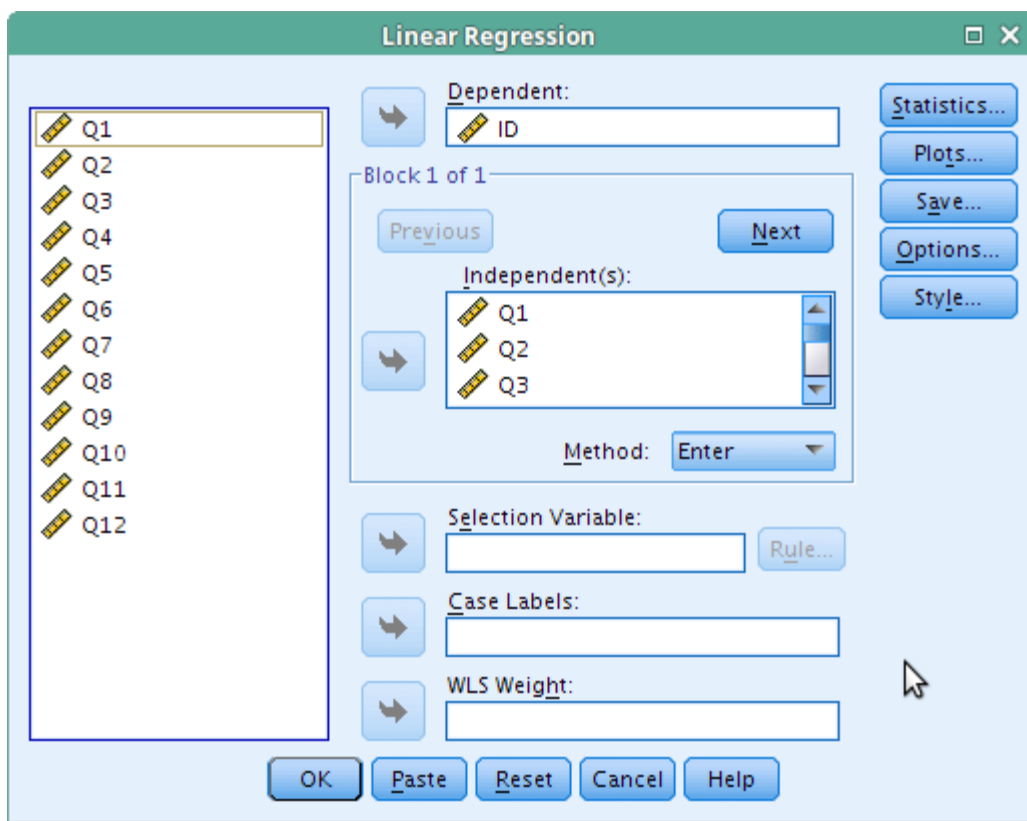 Linear Regression
Q1
Q2
Q3
Q4
Q5
Q6
Q7
Q8
Q9
Q10
Q11
Q12
Dependent:
ID
Block 1 of 1
Previous
Next
Independent(s):
Q1
Q2
Q3
Method:
Enter
Selection Variable:
Rule...
Case Labels:
WLS Weight:
Statistics...
Plots...
Save...
Options...
Style...
OK
Paste
Reset
Cancel
Help